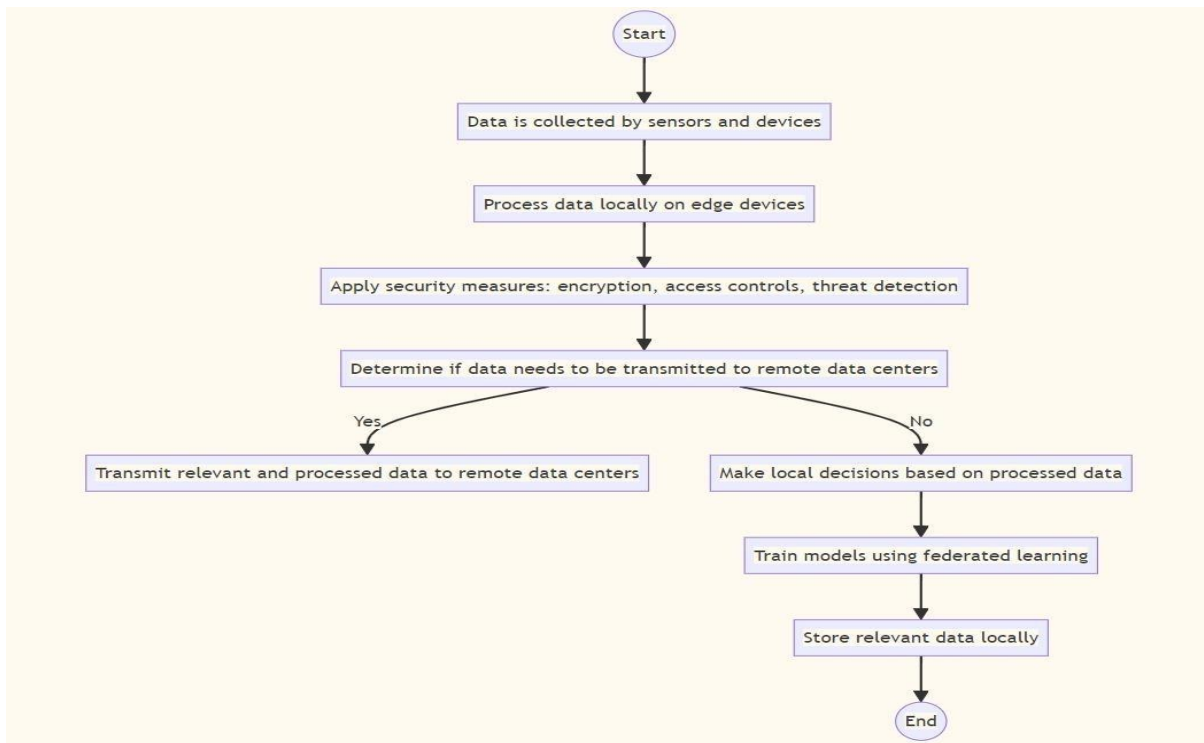 Start
Data is collected by sensors and devices
Process data locally on edge devices
Apply security measures: encryption, access controls, threat detection
Determine if data needs to be transmitted to remote data centers
Yes
No
Transmit relevant and processed data to remote data centers
Make local decisions based on processed data
Train models using federated learning
Store relevant data locally
End